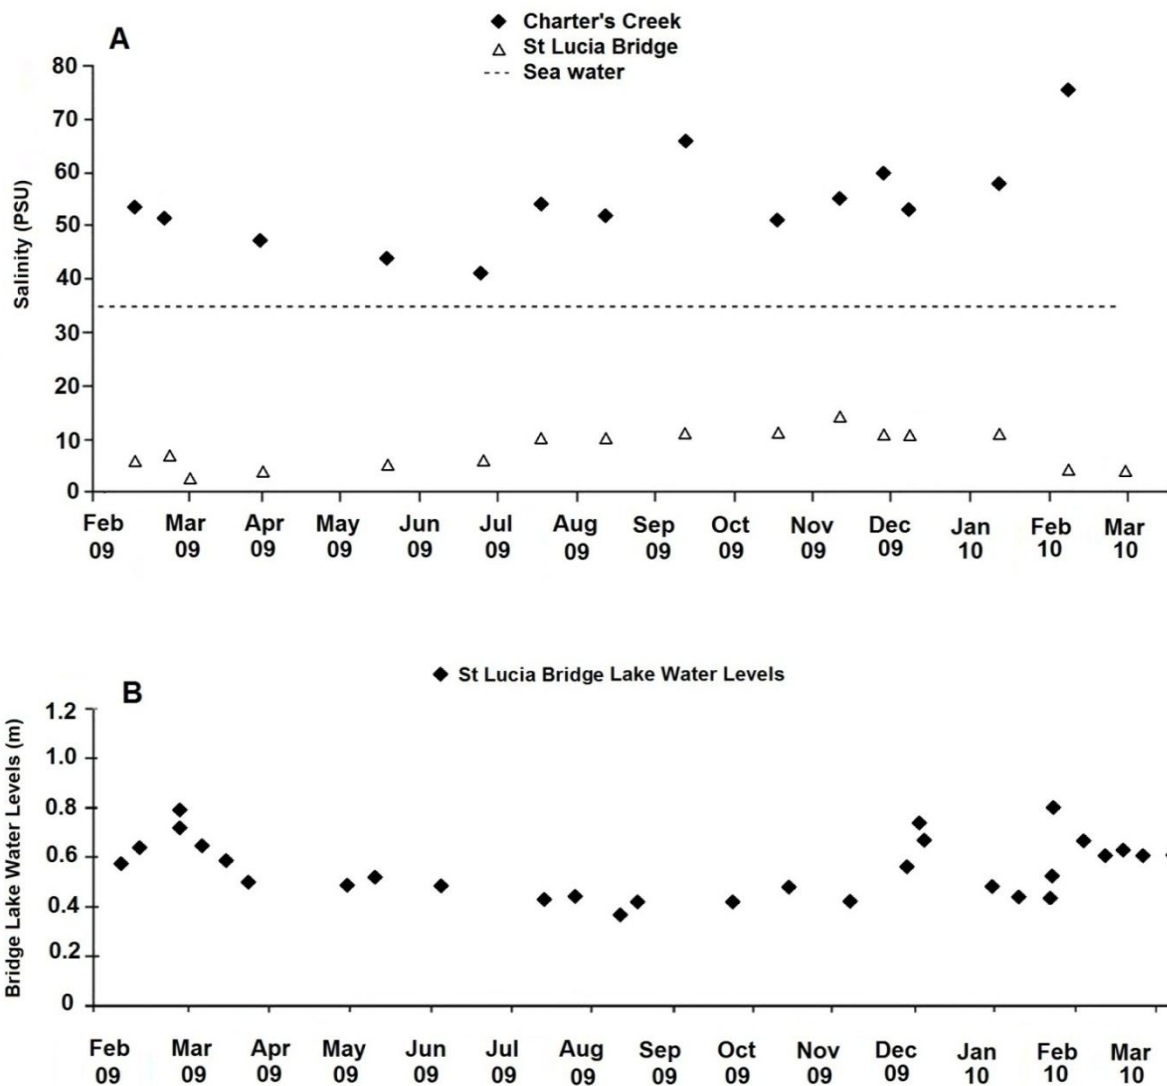 A
Charter's Creek
St Lucia Bridge
Sea water
Salinity (PSU)
80
70
60
50
40
30
20
10
0
Feb Mar Apr May Jun Jul Aug Sep Oct Nov Dec Jan Feb Mar
09 09 09 09 09 09 09 09 09 09 09 10 10 10
B
St Lucia Bridge Lake Water Levels
Bridge Lake Water Levels (m)
1.2
1.0
0.8
0.6
0.4
0.2
0
Feb Mar Apr May Jun Jul Aug Sep Oct Nov Dec Jan Feb Mar
09 09 09 09 09 09 09 09 09 09 09 10 10 10